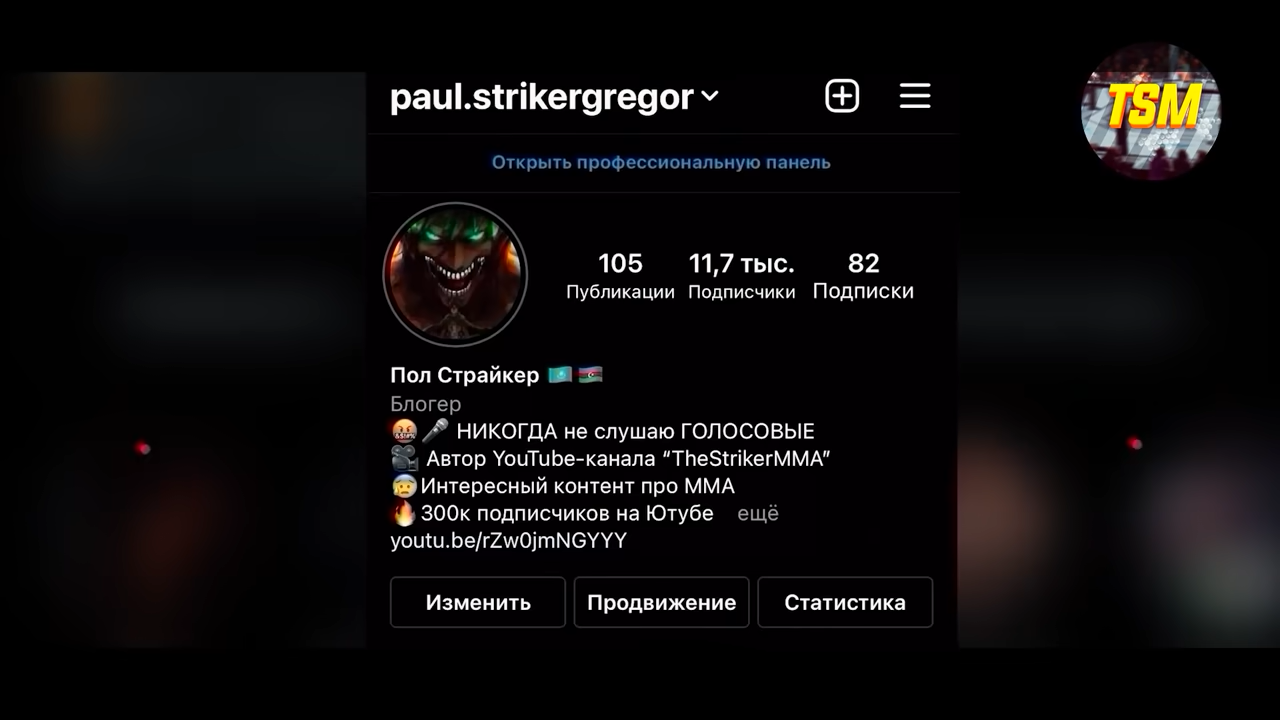 paul.strikergregor
TSM
Открыть профессиональную панель
105 11,7 тыс. 82
Публикации Подписчики Подписки
Пол Страйкер 🇰🇿🇦🇿
Блогер
🤬🎤 НИКОГДА не слушаю ГОЛОСОВЫЕ
🎥 Автор YouTube-канала “TheStrikerMMA”
😰Интересный контент про ММА
🔥300к подписчиков на Ютубе ещё
youtu.be/rZw0jmNGYYY
Изменить Продвижение Статистика